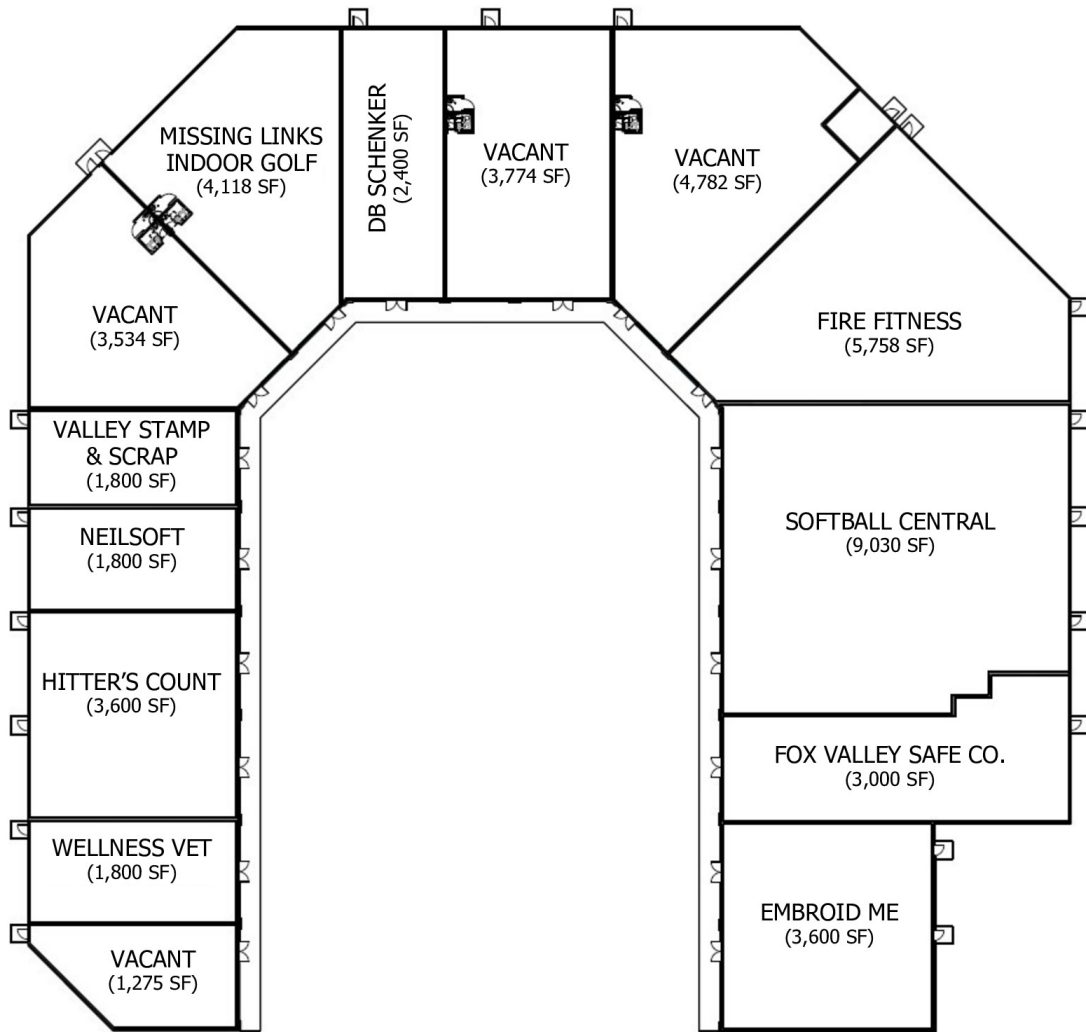 MISSING LINKS
INDOOR GOLF
(4,118 SF)
DB SCHENKER
(2,400 SF)
VACANT
(3,774 SF)
VACANT
(4,782 SF)
VACANT
(3,534 SF)
FIRE FITNESS
(5,758 SF)
VALLEY STAMP
& SCRAP
(1,800 SF)
NEILSOFT
(1,800 SF)
SOFTBALL CENTRAL
(9,030 SF)
HITTER'S COUNT
(3,600 SF)
FOX VALLEY SAFE CO.
(3,000 SF)
WELLNESS VET
(1,800 SF)
EMBROID ME
(3,600 SF)
VACANT
(1,275 SF)